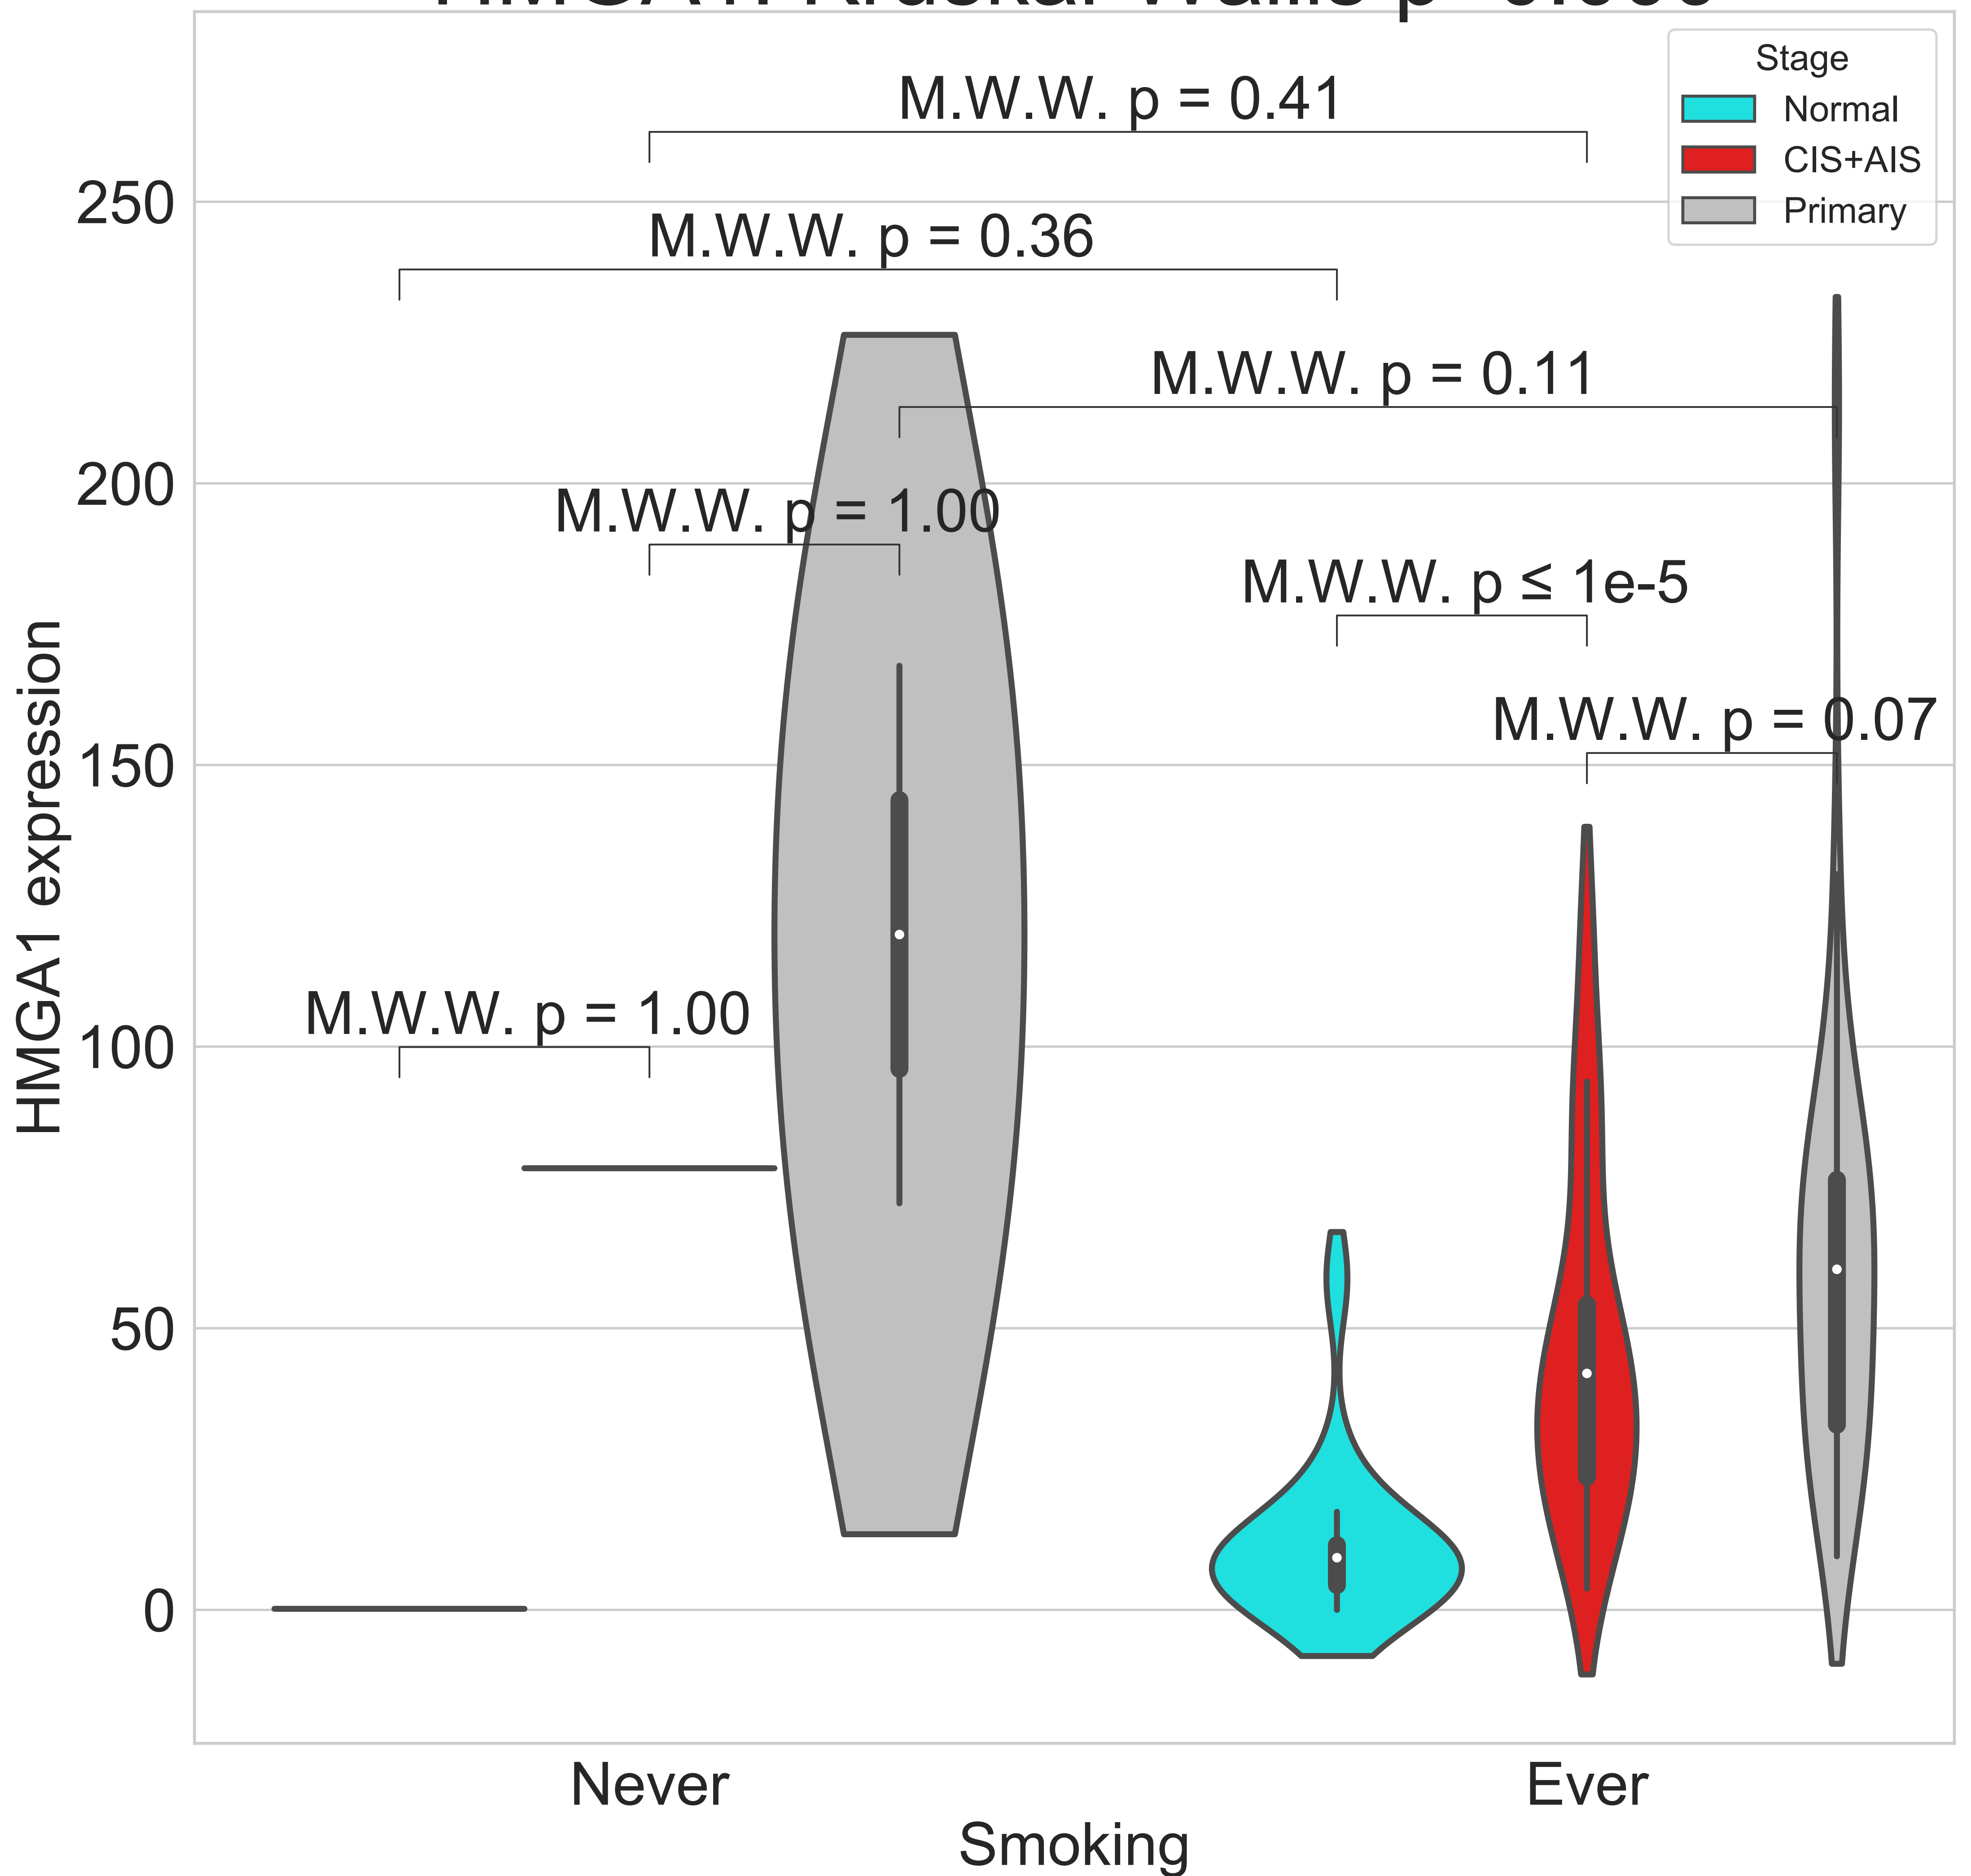 Stage
Normal
CIS+AIS
Primary
M.W.W. p = 0.41
M.W.W. p = 0.36
M.W.W. p = 0.11
M.W.W. p = 1.00
M.W.W. p ≤ 1e-5
M.W.W. p = 0.07
M.W.W. p = 1.00
HMGA1 expression
250
200
150
100
50
0
Never
Ever
Smoking